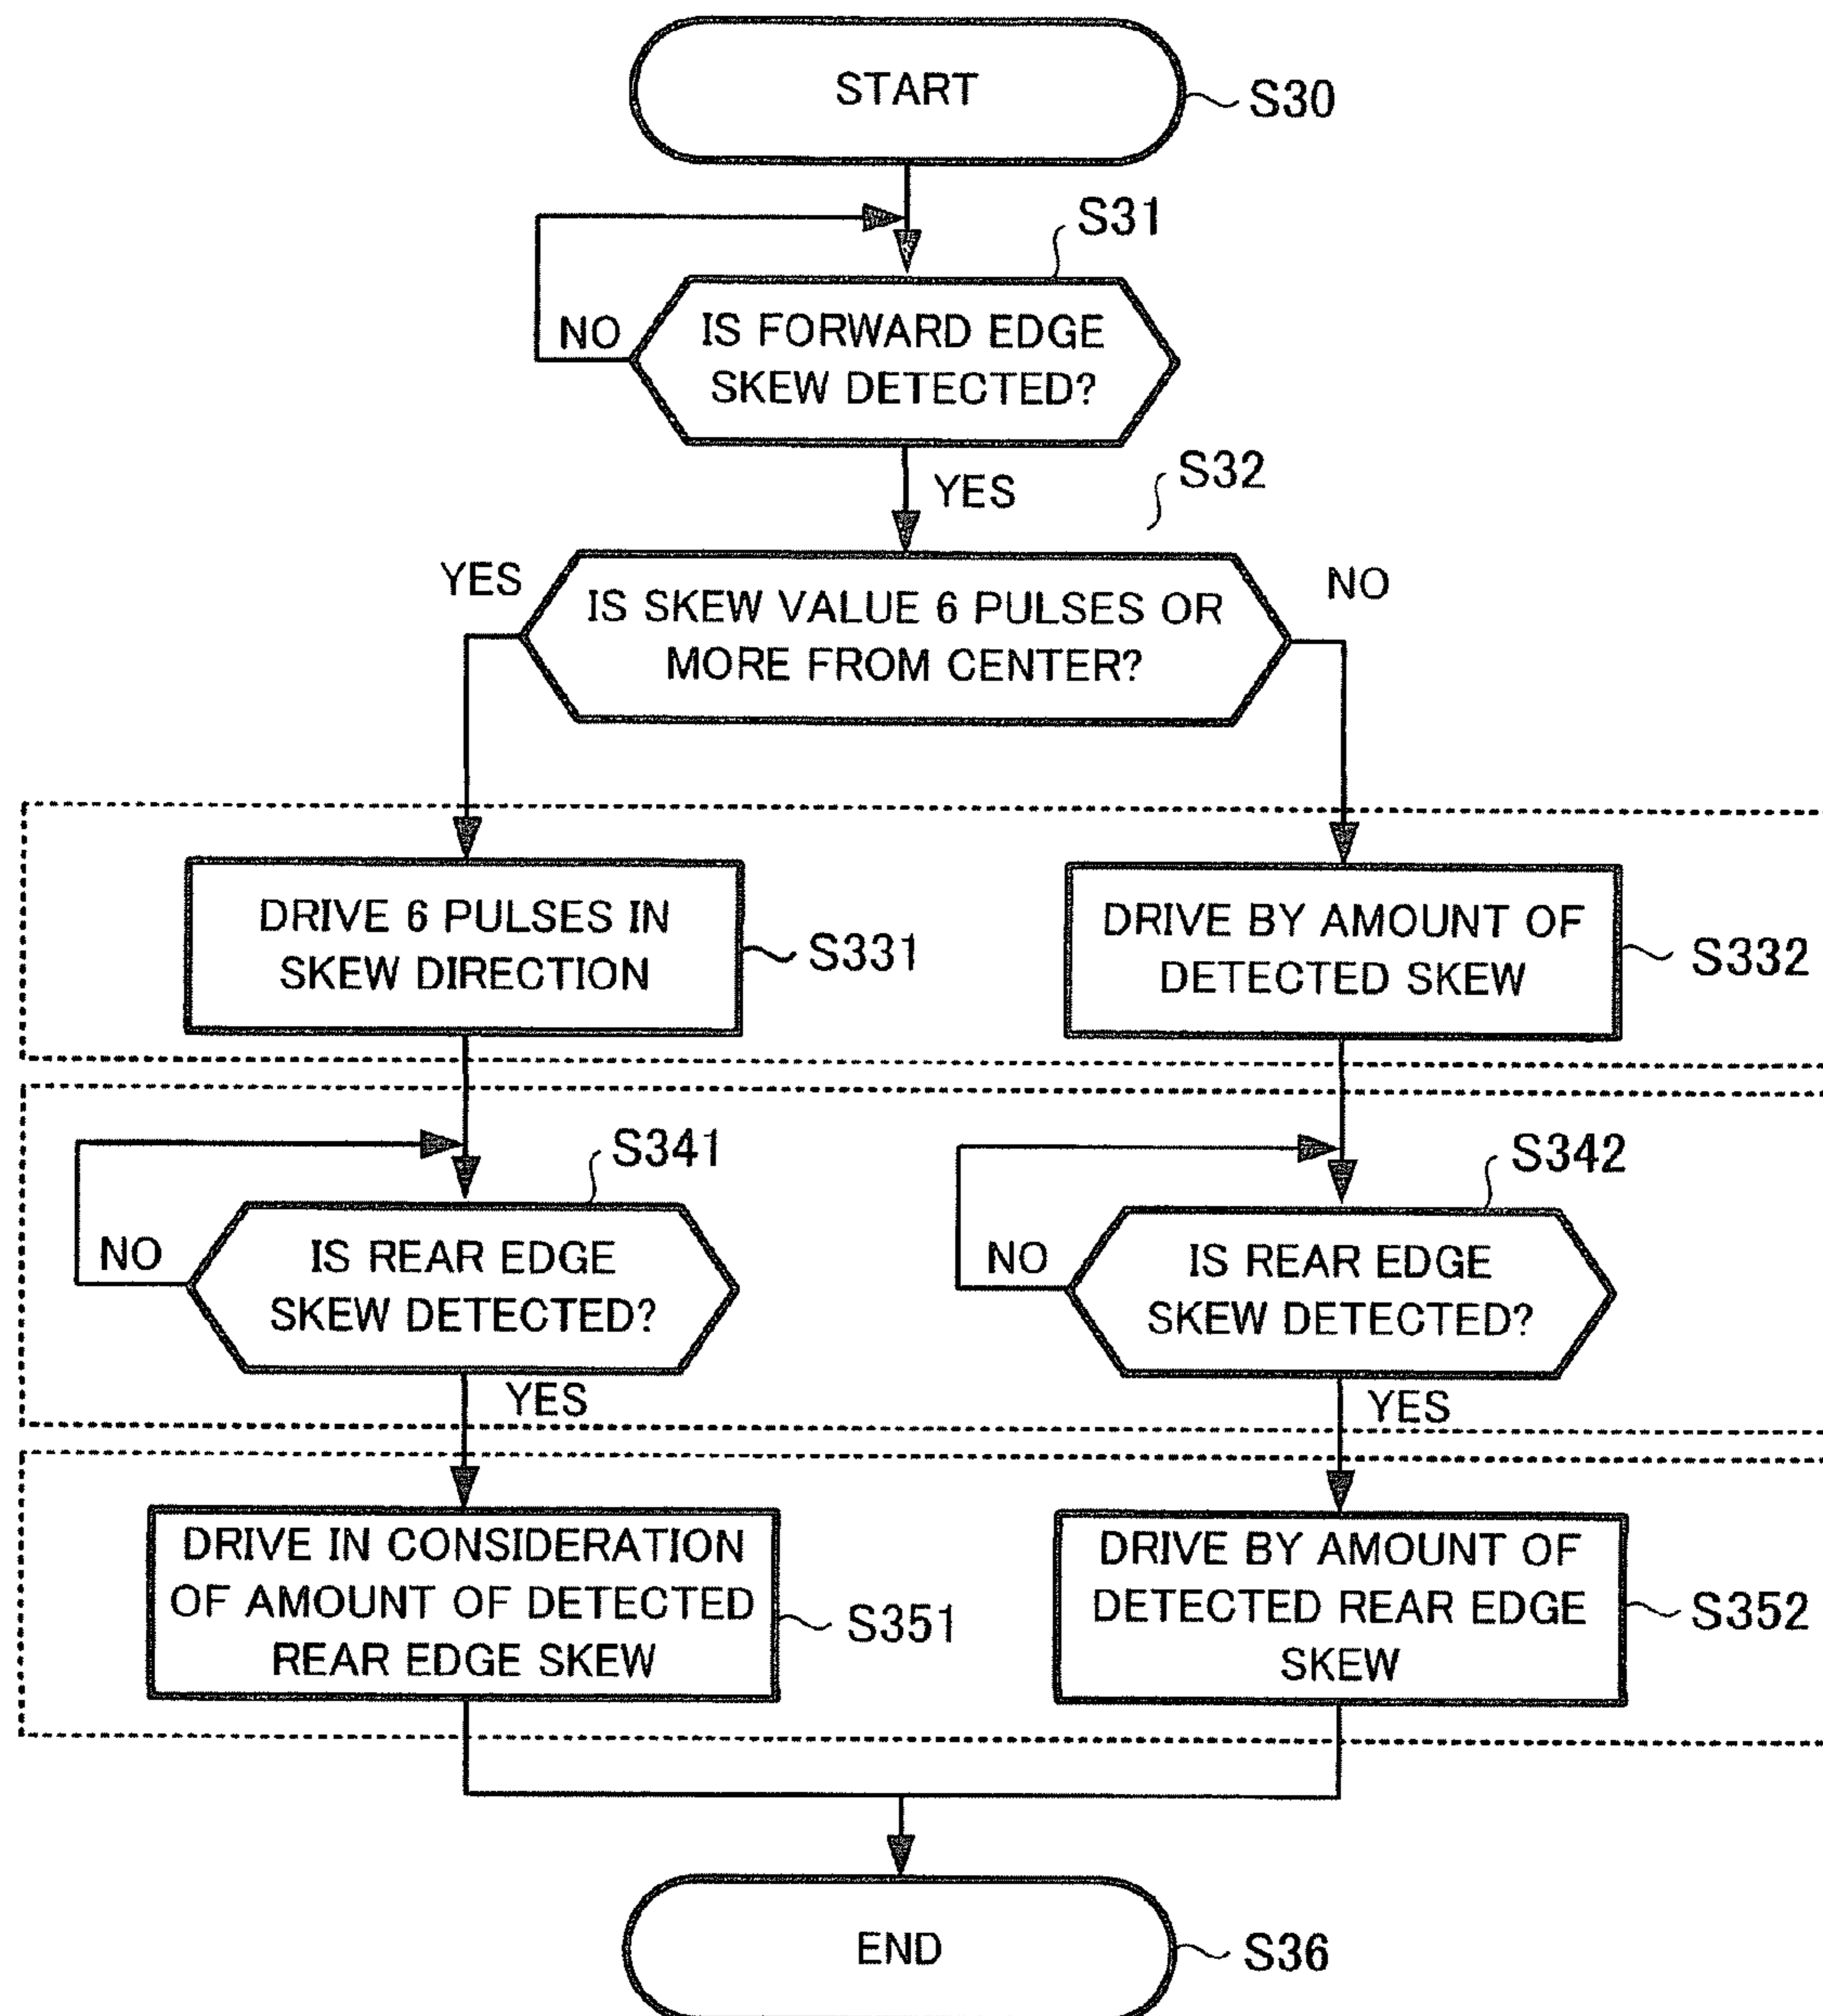 START
S30
S31
NO
IS FORWARD EDGE
SKEW DETECTED?
YES
S32
YES
IS SKEW VALUE 6 PULSES OR
MORE FROM CENTER?
NO
DRIVE 6 PULSES IN
SKEW DIRECTION
S331
DRIVE BY AMOUNT OF
DETECTED SKEW
S332
S341
NO
IS REAR EDGE
SKEW DETECTED?
YES
S342
NO
IS REAR EDGE
SKEW DETECTED?
YES
DRIVE IN CONSIDERATION
OF AMOUNT OF DETECTED
REAR EDGE SKEW
S351
DRIVE BY AMOUNT OF
DETECTED REAR EDGE
SKEW
S352
END
S36